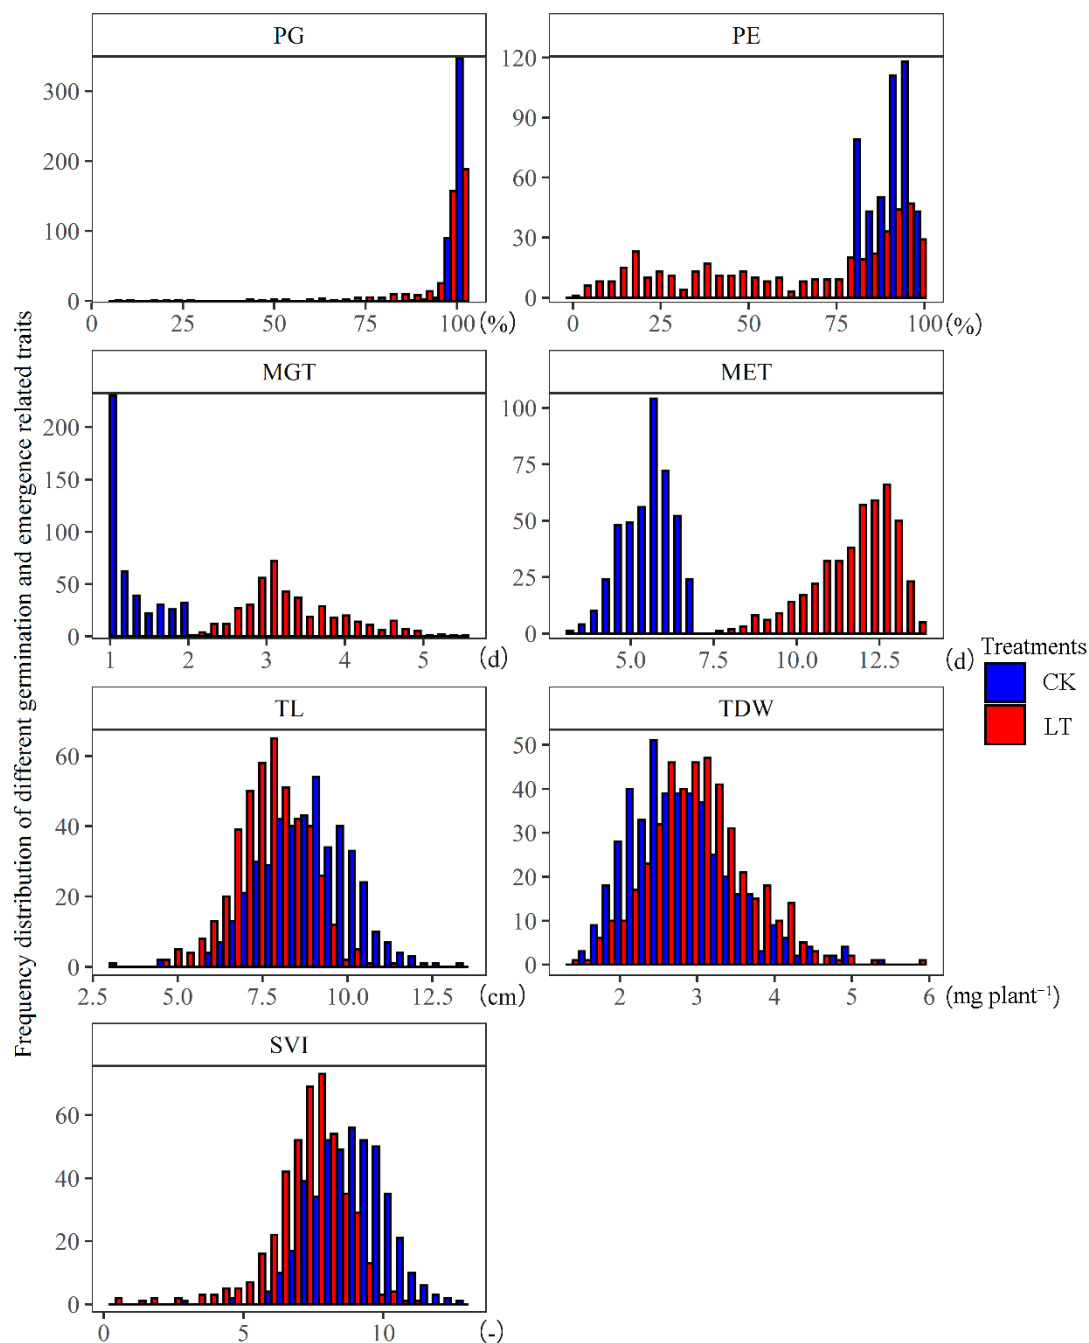 Frequency distribution of different germination and emergence related traits
PG
300
200
100
0
0 25 50 75 100 (%)
PE
120
90
60
30
0
0 25 50 75 100 (%)
MGT
200
150
100
50
0
1 2 3 4 5 (d)
MET
100
75
50
25
0
5.0 7.5 10.0 12.5 (d)
TL
60
40
20
0
2.5 5.0 7.5 10.0 12.5 (cm)
TDW
50
40
30
20
10
0
2 3 4 5 6 (mg plant⁻¹)
SVI
60
40
20
0
0 5 10 (-)
Treatments
CK
LT